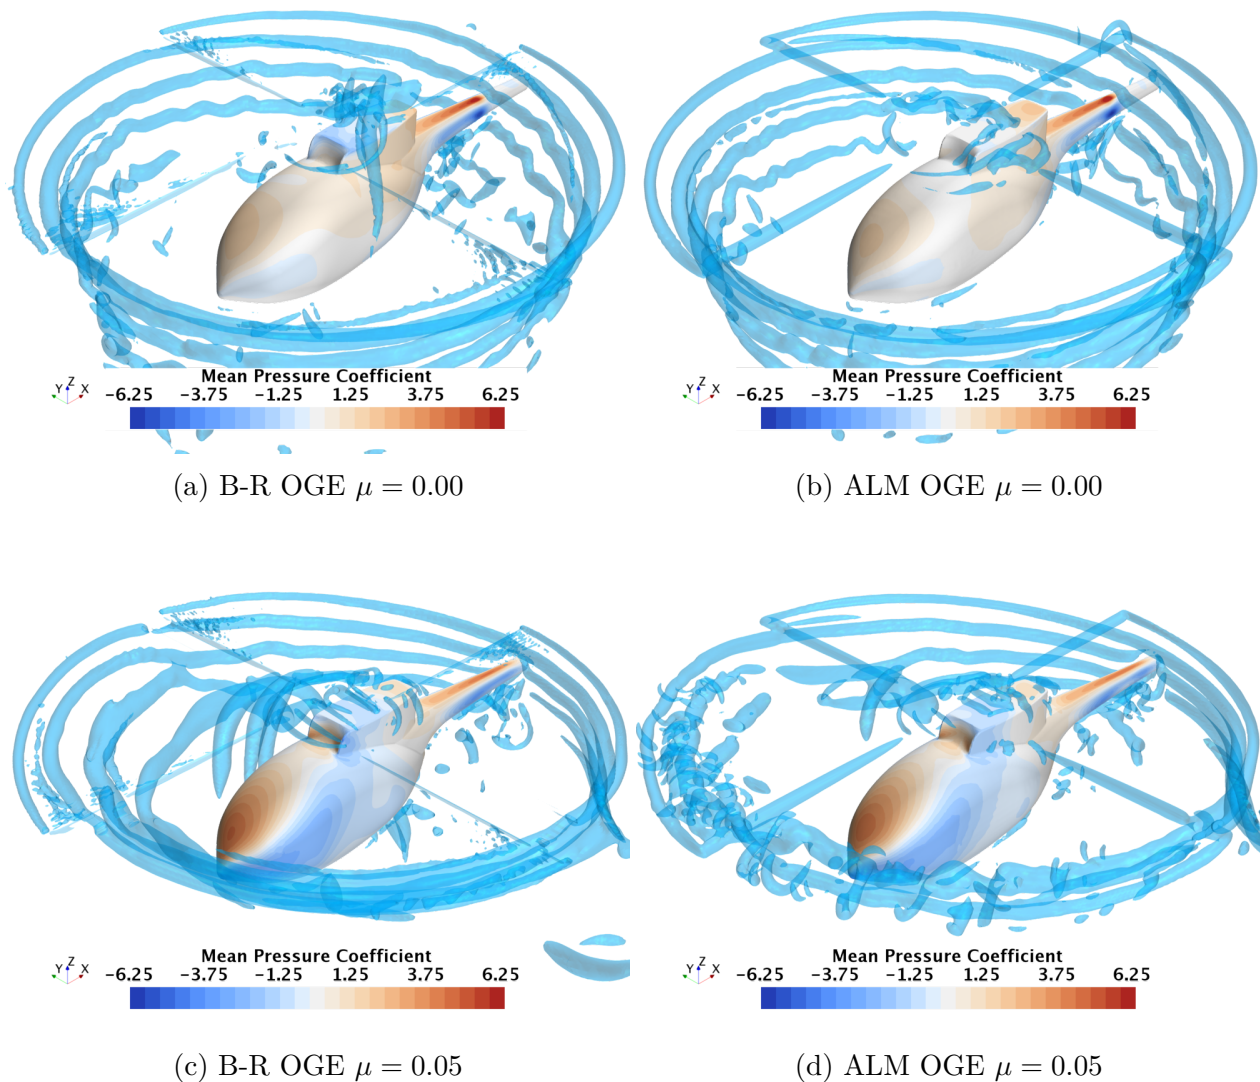 Mean Pressure Coefficient
Y Z X -6.25 -3.75 -1.25 1.25 3.75 6.25
Mean Pressure Coefficient
Y Z X -6.25 -3.75 -1.25 1.25 3.75 6.25
(a) B-R OGE μ = 0.00
(b) ALM OGE μ = 0.00
Mean Pressure Coefficient
Y Z X -6.25 -3.75 -1.25 1.25 3.75 6.25
Mean Pressure Coefficient
Y Z X -6.25 -3.75 -1.25 1.25 3.75 6.25
(c) B-R OGE μ = 0.05
(d) ALM OGE μ = 0.05